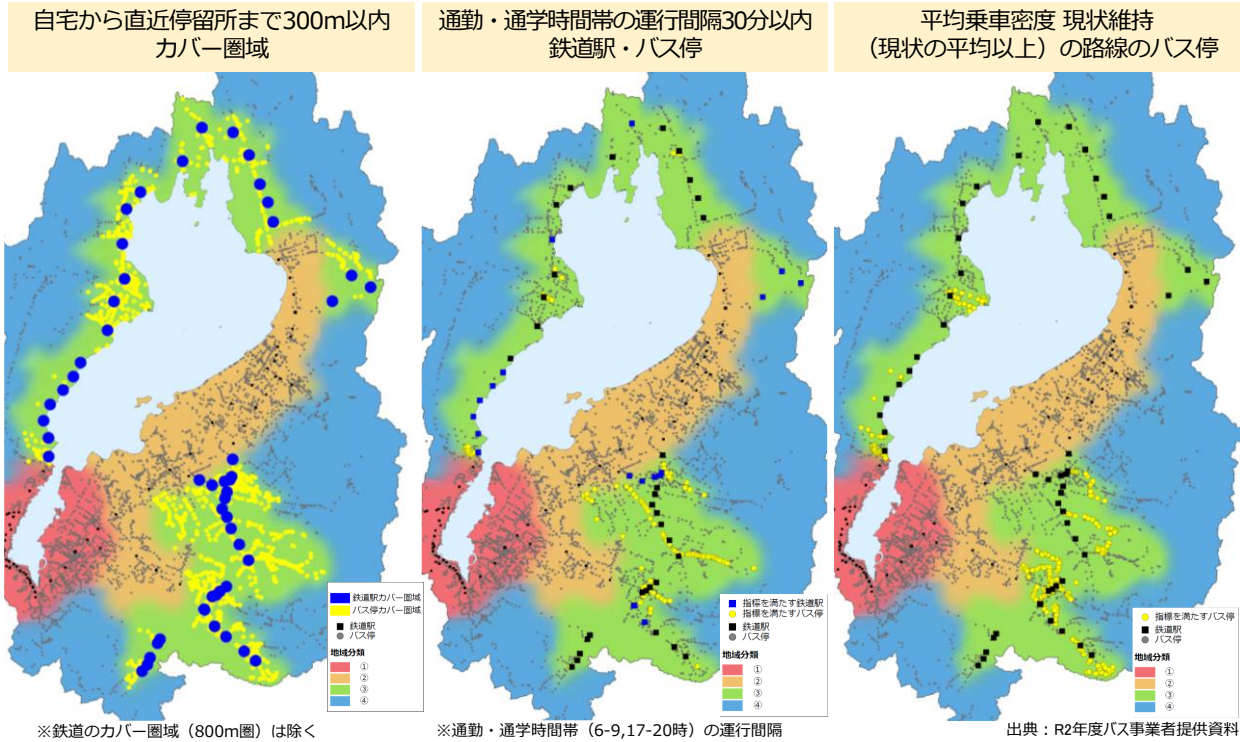 自宅から直近停留所まで300m以内
カバー圏域
通勤・通学時間帯の運行間隔30分以内
鉄道駅・バス停
平均乗車密度 現状維持
（現状の平均以上）の路線のバス停
鉄道駅カバー圏域
バス停カバー圏域
鉄道駅
バス停
地域分類
①
②
③
④
指標を満たす鉄道駅
指標を満たすバス停
鉄道駅
バス停
地域分類
①
②
③
④
指標を満たすバス停
鉄道駅
バス停
地域分類
①
②
③
④
※鉄道のカバー圏域（800m圏）は除く
※通勤・通学時間帯（6-9,17-20時）の運行間隔
出典：R2年度バス事業者提供資料